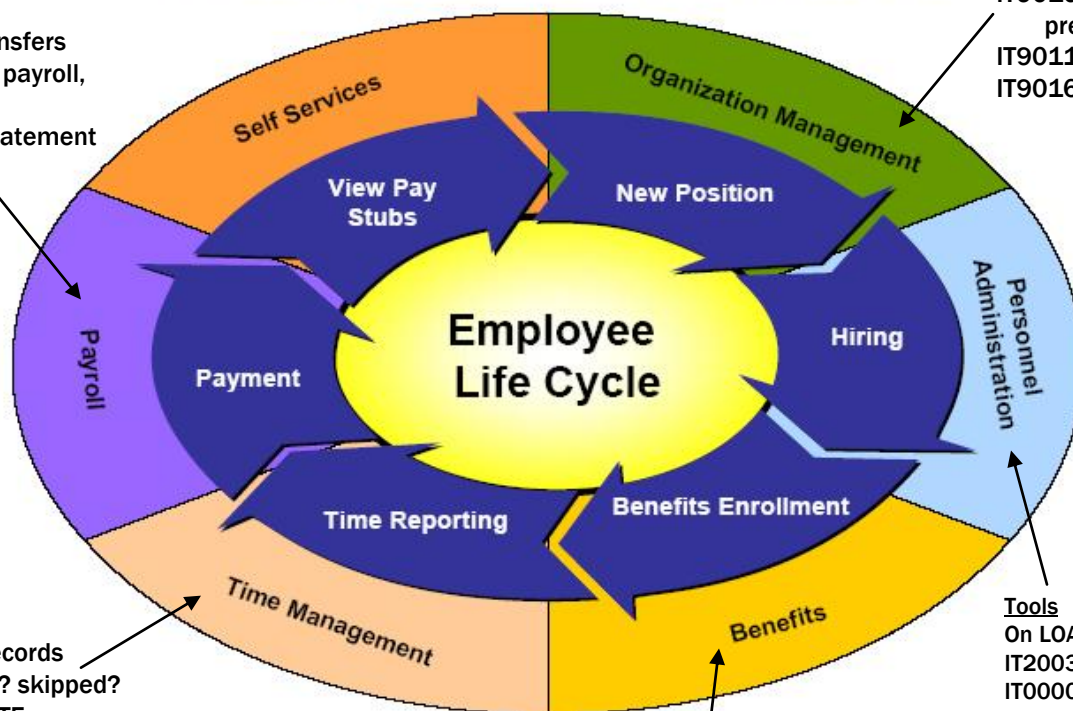 nsfers
payroll,
atement
pre
IT9011
IT9016
Self Services
Organization Management
View Pay
Stubs
New Position
Personnel
Administration
Payroll
Payment
Employee
Life Cycle
Hiring
Time Reporting
Benefits Enrollment
Time Management
Benefits
ecords
? skipped?
Tools
On LOA
IT2003
IT0000